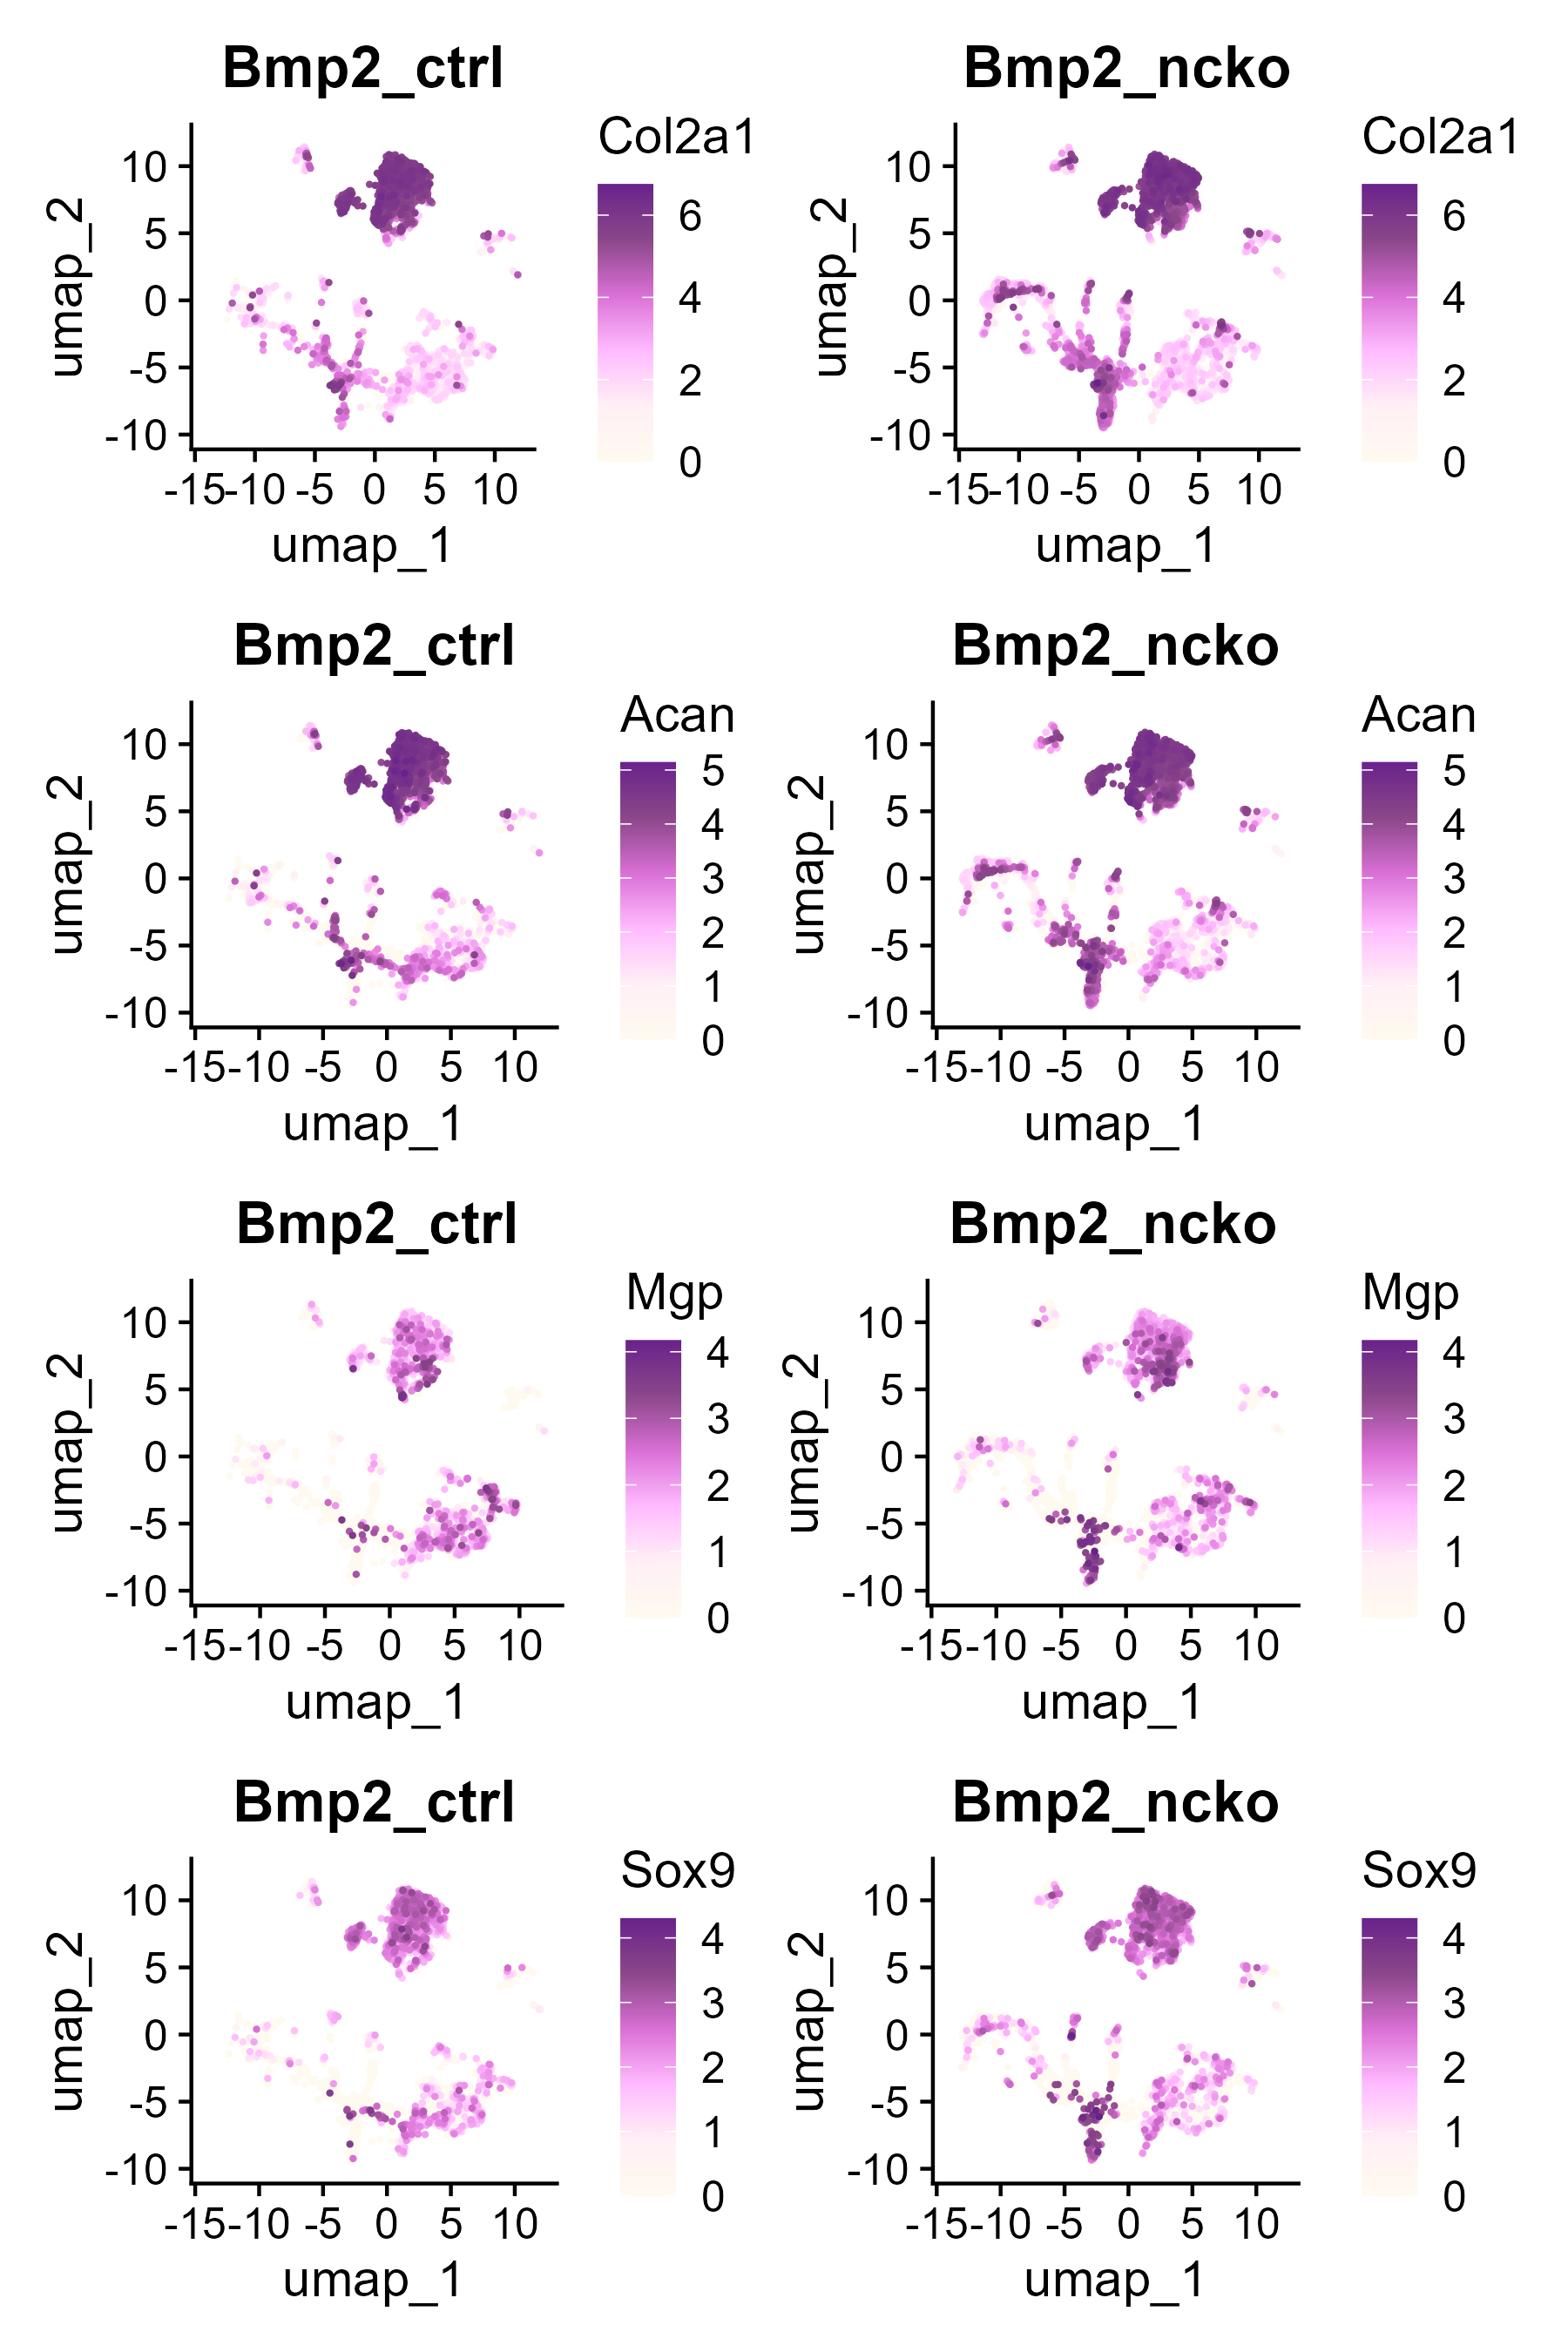 Bmp2_ctrl Bmp2_ncko
Col2a1 Col2a1
umap_2 10 5 0 -5 -10 6 4 2 0 umap_2 10 5 0 -5 -10 6 4 2 0
-15 -10 -5 0 5 10 -15 -10 -5 0 5 10
umap_1 umap_1
Bmp2_ctrl Bmp2_ncko
Acan Acan
umap_2 10 5 0 -5 -10 5 4 3 2 1 0 umap_2 10 5 0 -5 -10 5 4 3 2 1 0
-15 -10 -5 0 5 10 -15 -10 -5 0 5 10
umap_1 umap_1
Bmp2_ctrl Bmp2_ncko
Mgp Mgp
umap_2 10 5 0 -5 -10 4 3 2 1 0 umap_2 10 5 0 -5 -10 4 3 2 1 0
-15 -10 -5 0 5 10 -15 -10 -5 0 5 10
umap_1 umap_1
Bmp2_ctrl Bmp2_ncko
Sox9 Sox9
umap_2 10 5 0 -5 -10 4 3 2 1 0 umap_2 10 5 0 -5 -10 4 3 2 1 0
-15 -10 -5 0 5 10 -15 -10 -5 0 5 10
umap_1 umap_1